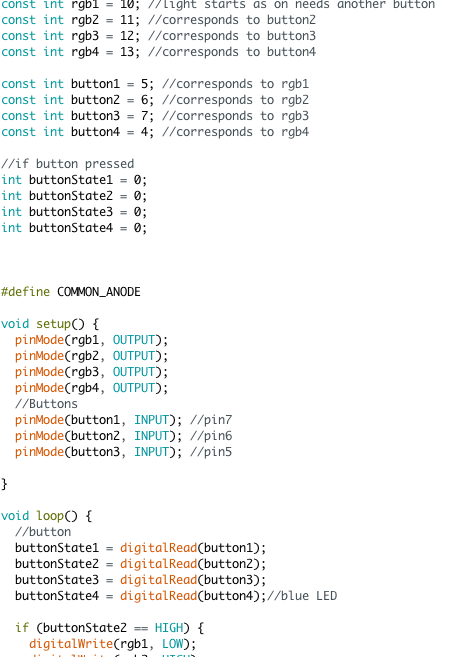 const int rgb1 = 10; //light starts as on needs another button
const int rgb2 = 11; //corresponds to button2
const int rgb3 = 12; //corresponds to button3
const int rgb4 = 13; //corresponds to button4
const int button1 = 5; //corresponds to rgb1
const int button2 = 6; //corresponds to rgb2
const int button3 = 7; //corresponds to rgb3
const int button4 = 4; //corresponds to rgb4
//if button pressed
int buttonState1 = 0;
int buttonState2 = 0;
int buttonState3 = 0;
int buttonState4 = 0;
#define COMMON_ANODE
void setup() {
pinMode(rgb1, OUTPUT);
pinMode(rgb2, OUTPUT);
pinMode(rgb3, OUTPUT);
pinMode(rgb4, OUTPUT);
//Buttons
pinMode(button1, INPUT); //pin7
pinMode(button2, INPUT); //pin6
pinMode(button3, INPUT); //pin5
}
void loop() {
//button
buttonState1 = digitalRead(button1);
buttonState2 = digitalRead(button2);
buttonState3 = digitalRead(button3);
buttonState4 = digitalRead(button4);//blue LED
if (buttonState2 == HIGH) {
digitalWrite(rgb1, LOW);